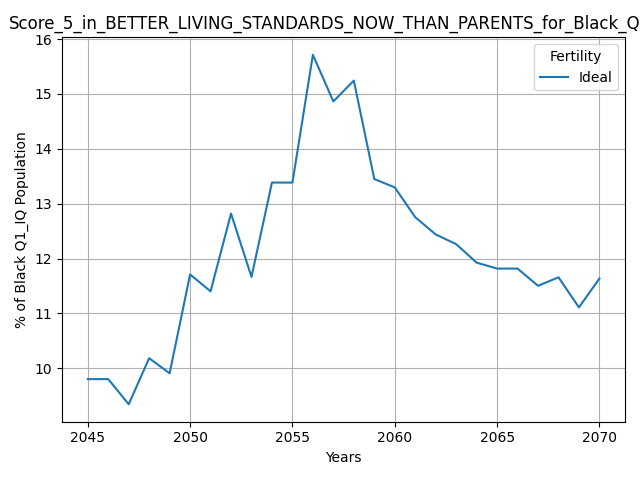 Score_5_in_BETTER_LIVING_STANDARDS_NOW_THAN_PARENTS_for_Black_Q
16
15
14
13
12
11
10
% of Black Q1_IQ Population
Fertility
Ideal
2045 2050 2055 2060 2065 2070
Years